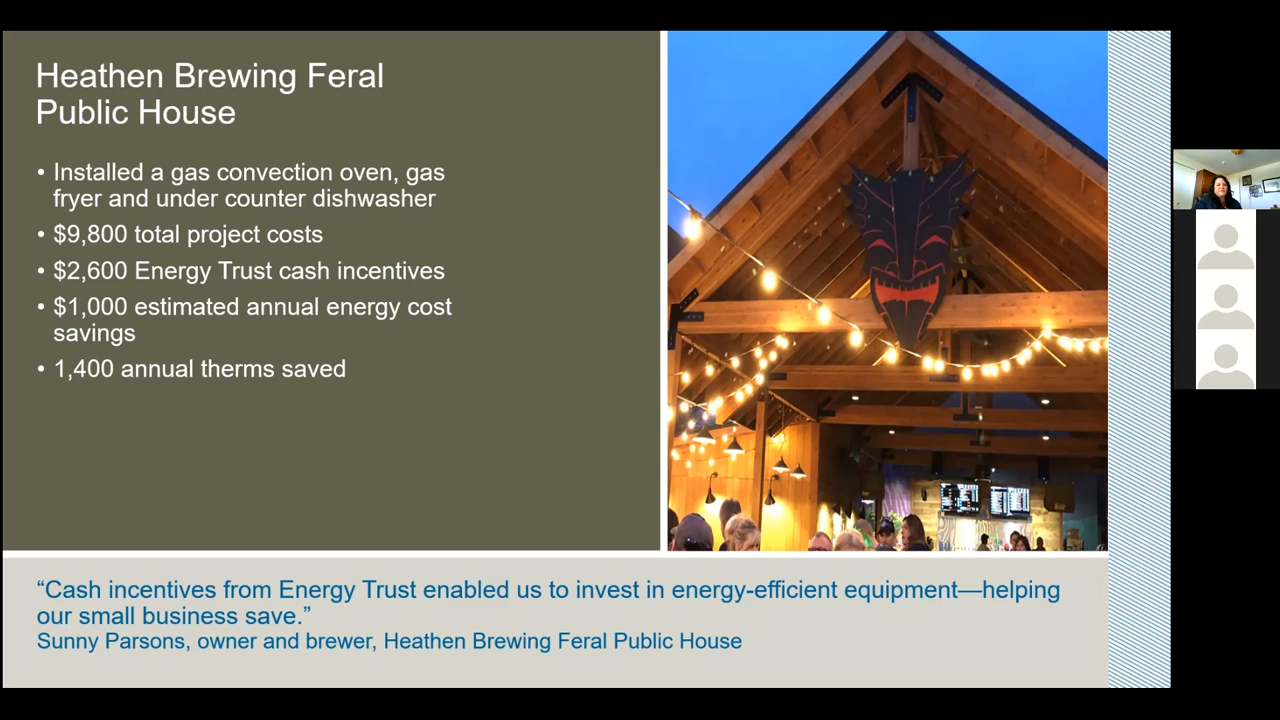 Heathen Brewing Feral
Public House
• Installed a gas convection oven, gas
fryer and under counter dishwasher
• $9,800 total project costs
• $2,600 Energy Trust cash incentives
• $1,000 estimated annual energy cost
savings
• 1,400 annual therms saved
“Cash incentives from Energy Trust enabled us to invest in energy-efficient equipment—helping
our small business save.”
Sunny Parsons, owner and brewer, Heathen Brewing Feral Public House